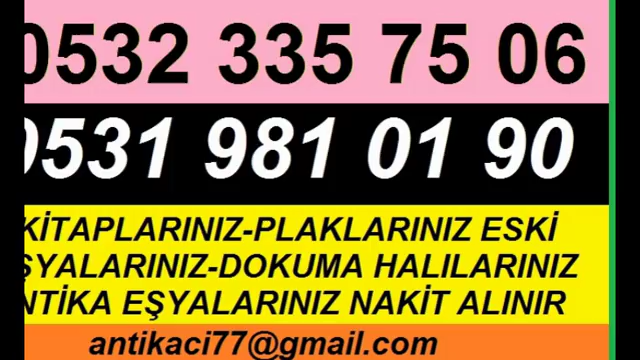 0532 335 75 06
0531 981 01 90
KİTAPLARINIZ-PLAKLARINIZ ESKİ
ŞYALARINIZ-DOKUMA HALILARINIZ
NTİKA EŞYALARINIZ NAKİT ALINIR
antikaci77@gmail.com